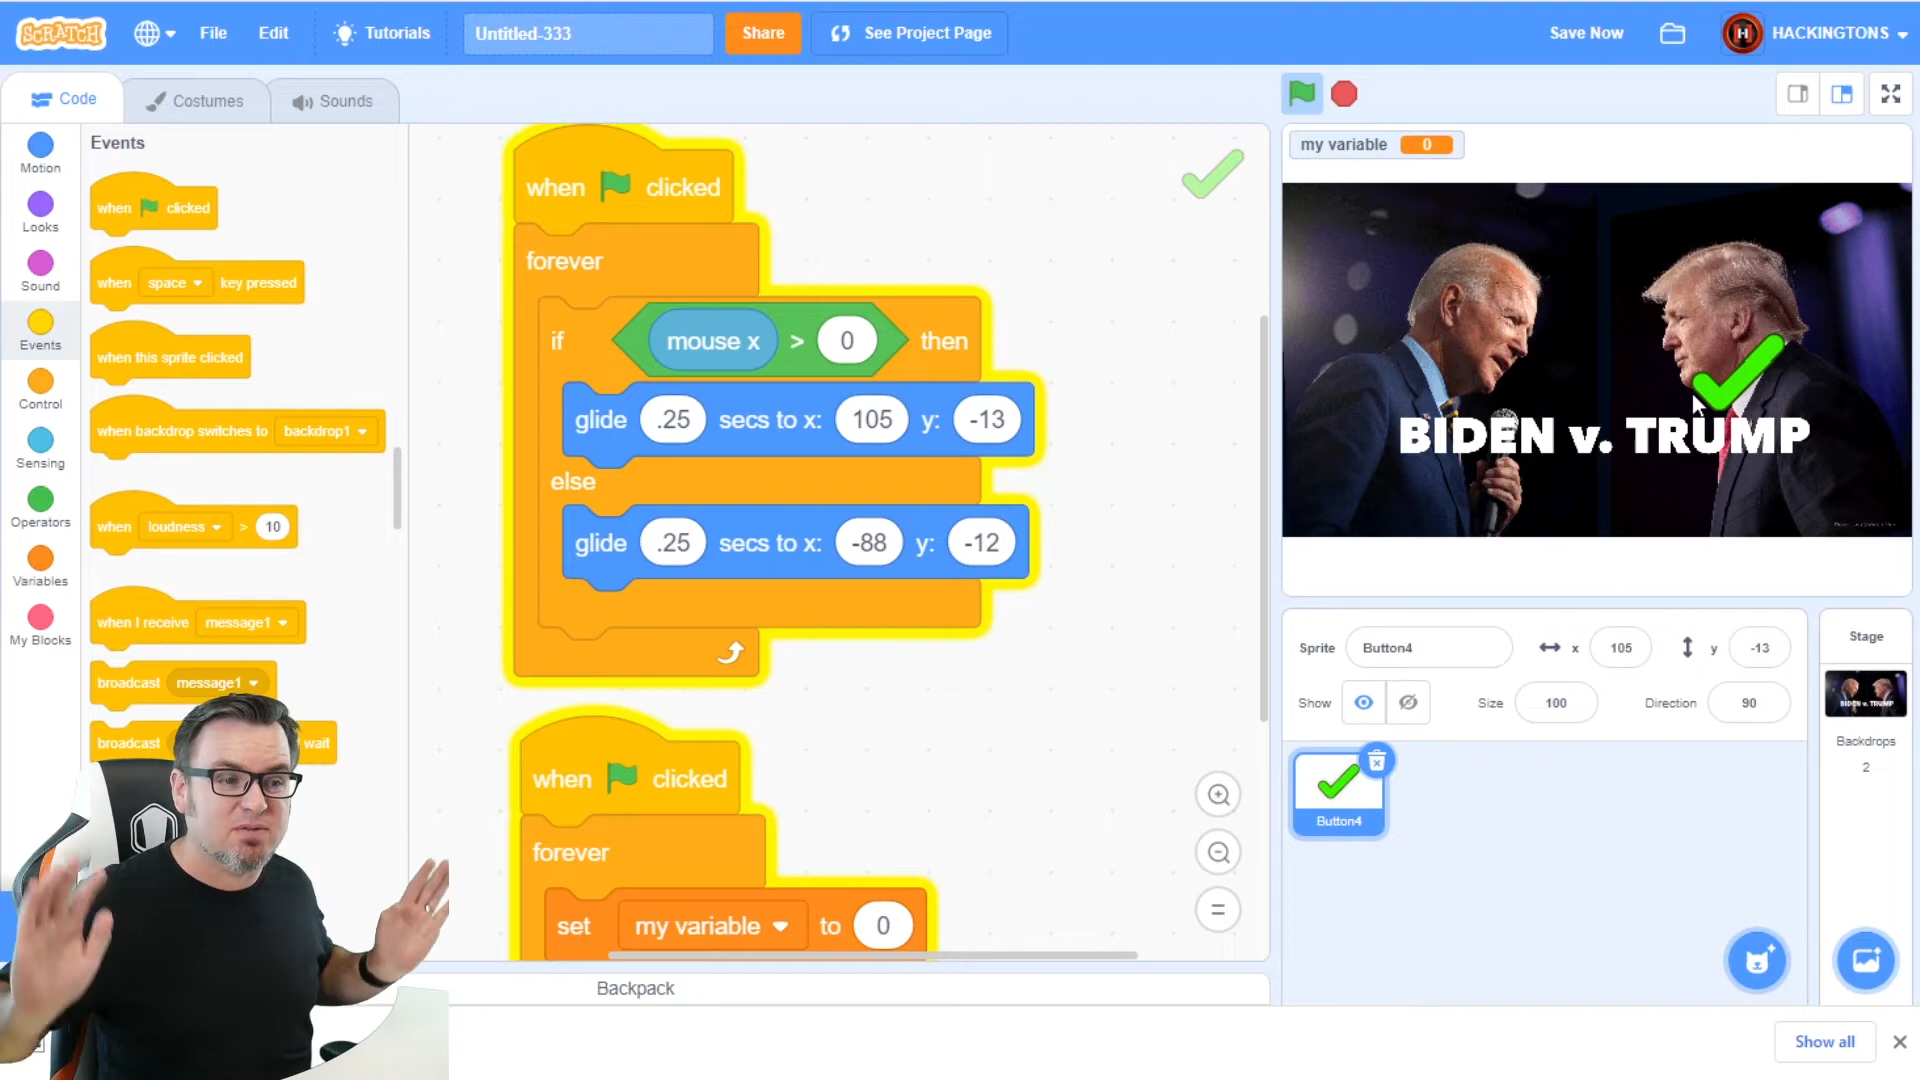 SCRATCH
File
Edit
Tutorials
Untitled-333
Share
See Project Page
Save Now
H
HACKINGTONS
Code
Costumes
Sounds
Motion
Looks
Sound
Events
Control
Sensing
Operators
Variables
My Blocks
Events
when clicked
when space key pressed
when this sprite clicked
when backdrop switches to backdrop1
when loudness > 10
when I receive message1
broadcast message1
broadcast wait
when clicked
forever
if mouse x > 0 then
glide .25 secs to x: 105 y: -13
else
glide .25 secs to x: -88 y: -12
when clicked
forever
set my variable to 0
Backpack
my variable 0
BIDEN v. TRUMP
Sprite Button4 x 105 y -13
Show Size 100 Direction 90
Button4
Stage
BIDEN v. TRUMP
Backdrops
2
Show all